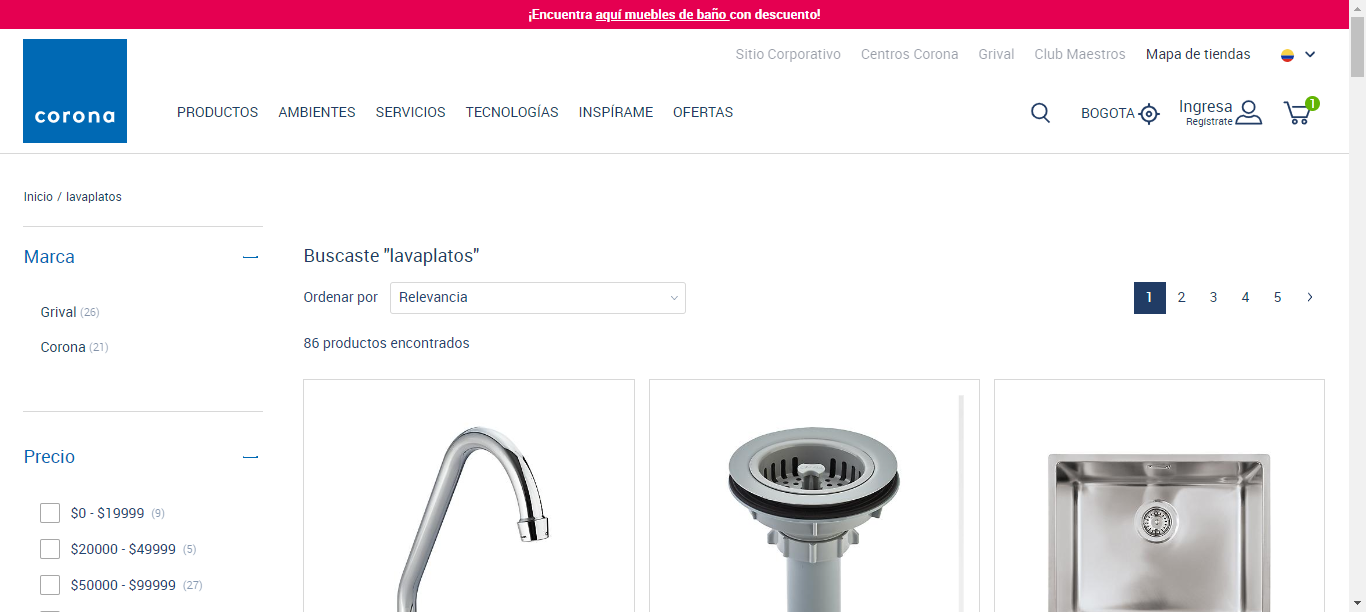 ¡Encuentra aquí muebles de baño con descuento!
Sitio Corporativo Centros Corona Grival Club Maestros Mapa de tiendas
corona
PRODUCTOS AMBIENTES SERVICIOS TECNOLOGÍAS INSPÍRAME OFERTAS
BOGOTA
Ingresa
Regístrate
1
Inicio / lavaplatos
Marca
Grival (26)
Corona (21)
Precio
$0 - $19999 (9)
$20000 - $49999 (5)
$50000 - $99999 (27)
Buscaste "lavaplatos"
Ordenar por Relevancia
1 2 3 4 5
86 productos encontrados